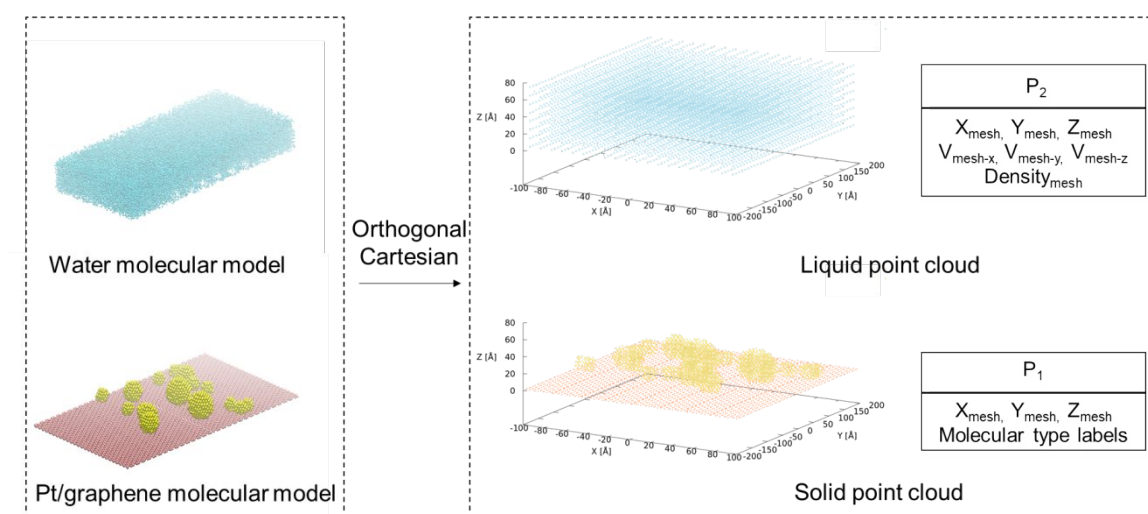 Water molecular model
Pt/graphene molecular model
Orthogonal
Cartesian
80
60
40
20
0
Z [Å]
-100
-80
-60
-40
-20
0
20
40
60
80
100
X [Å]
-200
-150
-100
-50
0
50
100
150
200
Y [Å]
Liquid point cloud
P2
Xmesh, Ymesh, Zmesh
Vmesh-x, Vmesh-y, Vmesh-z
Densitymesh
80
60
40
20
0
Z [Å]
-100
-80
-60
-40
-20
0
20
40
60
80
100
X [Å]
-200
-150
-100
-50
0
50
100
150
200
Y [Å]
Solid point cloud
P1
Xmesh, Ymesh, Zmesh
Molecular type labels